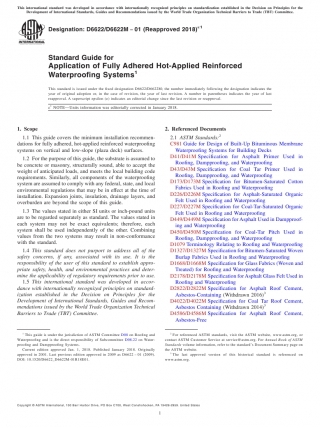 This international standard was developed in accordance with internationally recognized principles on standardization established in the Decision on Principles for the
Development of International Standards, Guides and Recommendations issued by the World Trade Organization Technical Barriers to Trade (TBT) Committee.
Designation: D6622/D6622M − 01 (Reapproved 2018)ε1
Standard Guide for
Application of Fully Adhered Hot-Applied Reinforced
Waterproofing Systems1
This standard is issued under the fixed designation D6622/D6622M; the number immediately following the designation indicates the
year of original adoption or, in the case of revision, the year of last revision. A number in parentheses indicates the year of last
reapproval. A superscript epsilon (ε) indicates an editorial change since the last revision or reapproval.
ε1 NOTE—Units information was editorially corrected in January 2018.
1. Scope
1.1 This guide covers the minimum installation recommen-
dations for fully adhered, hot-applied reinforced waterproofing
systems on vertical and low-slope (plaza deck) surfaces.
1.2 For the purpose of this guide, the substrate is assumed to
be concrete or masonry, structurally sound, able to accept the
weight of anticipated loads, and meets the local building code
requirements. Similarly, all components of the waterproofing
system are assumed to comply with any federal, state, and local
environmental regulations that may be in effect at the time of
installation. Expansion joints, insulation, drainage layers, and
overburden are beyond the scope of this guide.
1.3 The values stated in either SI units or inch-pound units
are to be regarded separately as standard. The values stated in
each system may not be exact equivalents; therefore, each
system shall be used independently of the other. Combining
values from the two systems may result in non-conformance
with the standard.
1.4 This standard does not purport to address all of the
safety concerns, if any, associated with its use. It is the
responsibility of the user of this standard to establish appro-
priate safety, health, and environmental practices and deter-
mine the applicability of regulatory requirements prior to use.
1.5 This international standard was developed in accor-
dance with internationally recognized principles on standard-
ization established in the Decision on Principles for the
Development of International Standards, Guides and Recom-
mendations issued by the World Trade Organization Technical
Barriers to Trade (TBT) Committee.
2. Referenced Documents
2.1 ASTM Standards:2
C981 Guide for Design of Built-Up Bituminous Membrane
Waterproofing Systems for Building Decks
D41/D41M Specification for Asphalt Primer Used in
Roofing, Dampproofing, and Waterproofing
D43/D43M Specification for Coal Tar Primer Used in
Roofing, Dampproofing, and Waterproofing
D173/D173M Specification for Bitumen-Saturated Cotton
Fabrics Used in Roofing and Waterproofing
D226/D226M Specification for Asphalt-Saturated Organic
Felt Used in Roofing and Waterproofing
D227/D227M Specification for Coal-Tar-Saturated Organic
Felt Used in Roofing and Waterproofing
D449/D449M Specification for Asphalt Used in Dampproof-
ing and Waterproofing
D450/D450M Specification for Coal-Tar Pitch Used in
Roofing, Dampproofing, and Waterproofing
D1079 Terminology Relating to Roofing and Waterproofing
D1327/D1327M Specification for Bitumen-Saturated Woven
Burlap Fabrics Used in Roofing and Waterproofing
D1668/D1668M Specification for Glass Fabrics (Woven and
Treated) for Roofing and Waterproofing
D2178/D2178M Specification for Asphalt Glass Felt Used in
Roofing and Waterproofing
D2822/D2822M Specification for Asphalt Roof Cement,
Asbestos-Containing (Withdrawn 2016)3
D4022/D4022M Specification for Coal Tar Roof Cement,
Asbestos Containing (Withdrawn 2016)3
D4586/D4586M Specification for Asphalt Roof Cement,
Asbestos-Free
1 This guide is under the jurisdiction of ASTM Committee D08 on Roofing and
Waterproofing and is the direct responsibility of Subcommittee D08.22 on Water-
proofing and Dampproofing Systems.
Current edition approved Jan. 1, 2018. Published January 2018. Originally
approved in 2001. Last previous edition approved in 2009 as D6622 – 01 (2009).
DOI: 10.1520/D6622_D6622M-01R18E01.
2 For referenced ASTM standards, visit the ASTM website, www.astm.org, or
contact ASTM Customer Service at service@astm.org. For Annual Book of ASTM
Standards volume information, refer to the standard's Document Summary page on
the ASTM website.
3 The last approved version of this historical standard is referenced on
www.astm.org.
Copyright © ASTM International, 100 Barr Harbor Drive, PO Box C700, West Conshohocken, PA 19428-2959. United States
1